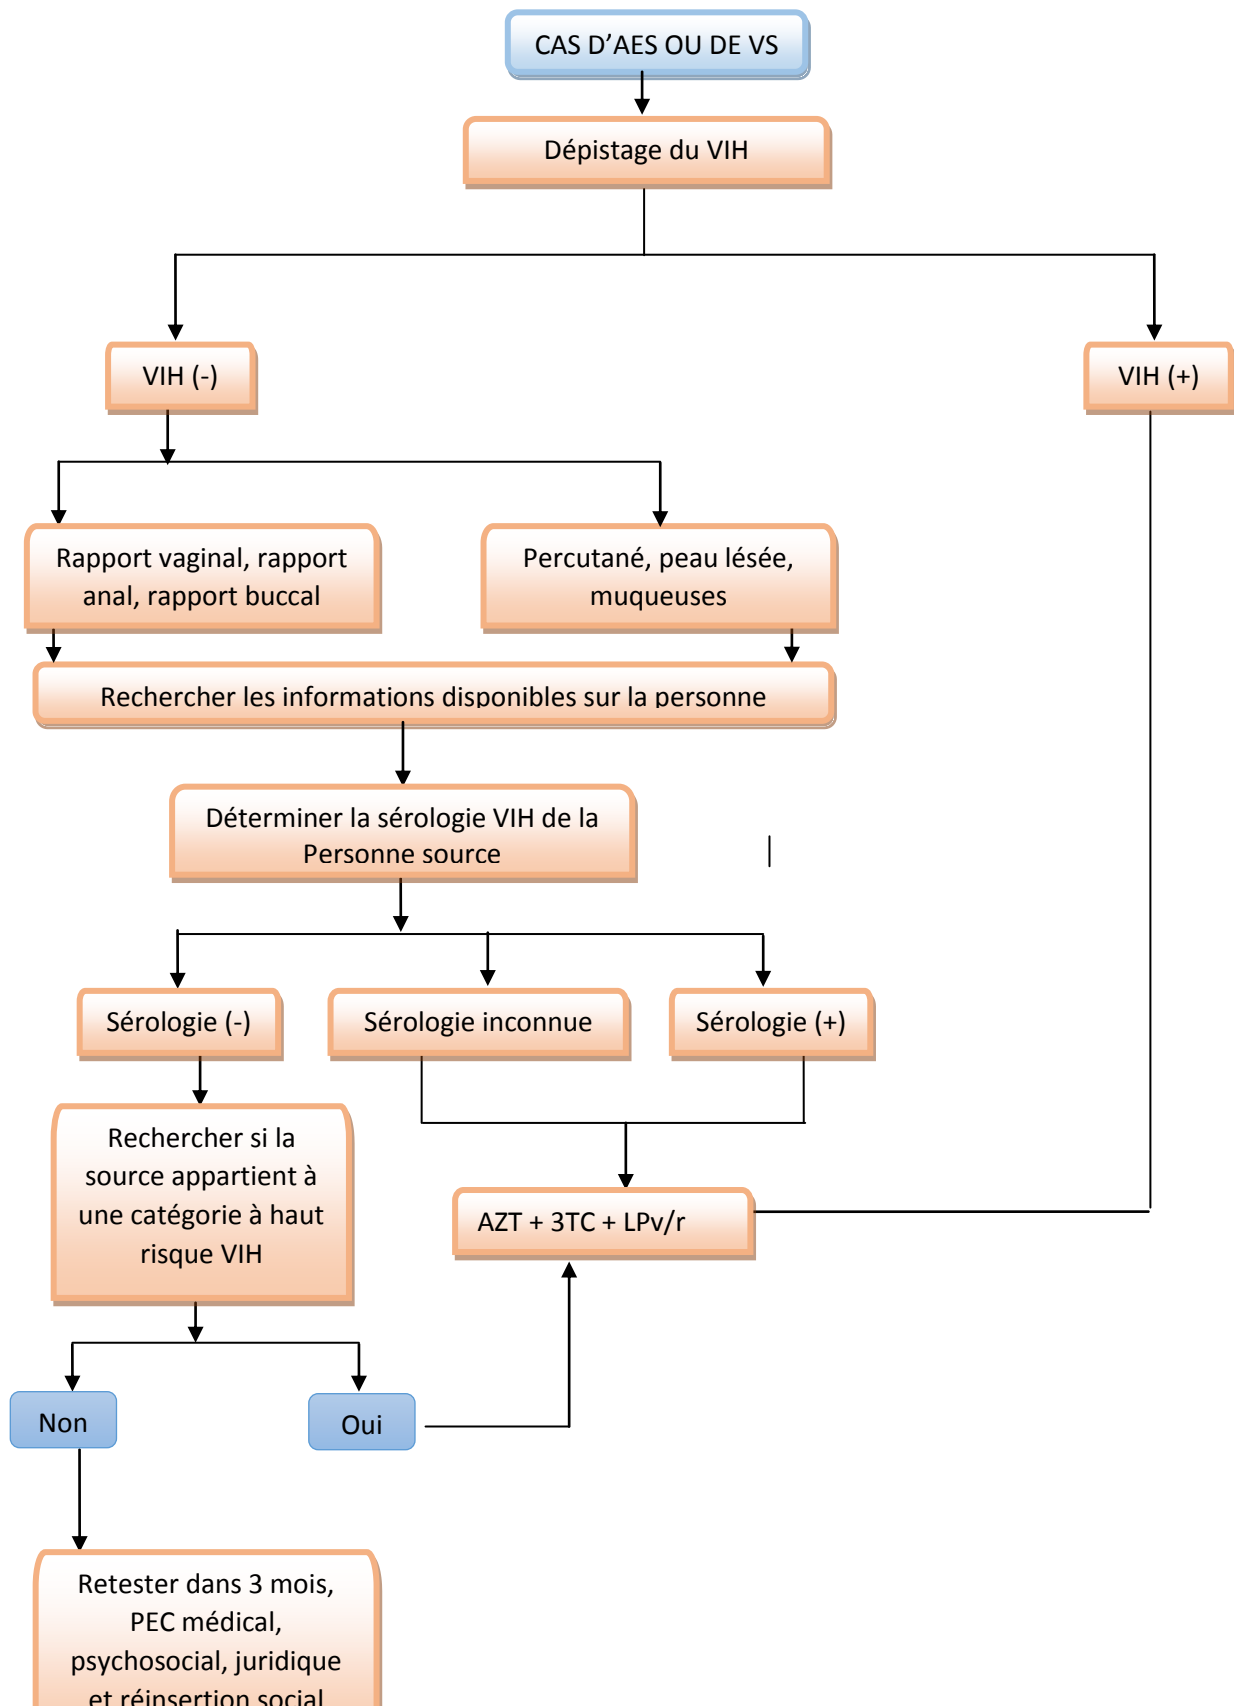 CAS D'AES OU DE VS
Dépistage du VIH
VIH (-)
VIH (+)
Rapport vaginal, rapport
anal, rapport buccal
Percutané, peau lésée,
muqueuses
Rechercher les informations disponibles sur la personne
Déterminer la sérologie VIH de la
Personne source
Sérologie (-)
Sérologie inconnue
Sérologie (+)
Rechercher si la
source appartient à
une catégorie à haut
risque VIH
AZT + 3TC + LPv/r
Non
Oui
Retester dans 3 mois,
PEC médical,
psychosocial, juridique
et réinsertion social